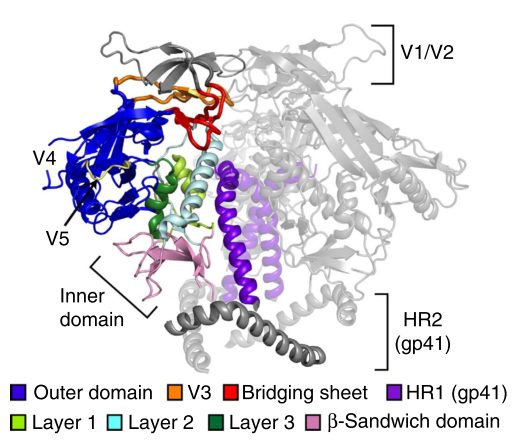 V1/V2
V4
V5
Inner
domain
HR2
(gp41)
Outer domain V3 Bridging sheet HR1 (gp41)
Layer 1 Layer 2 Layer 3 β-Sandwich domain